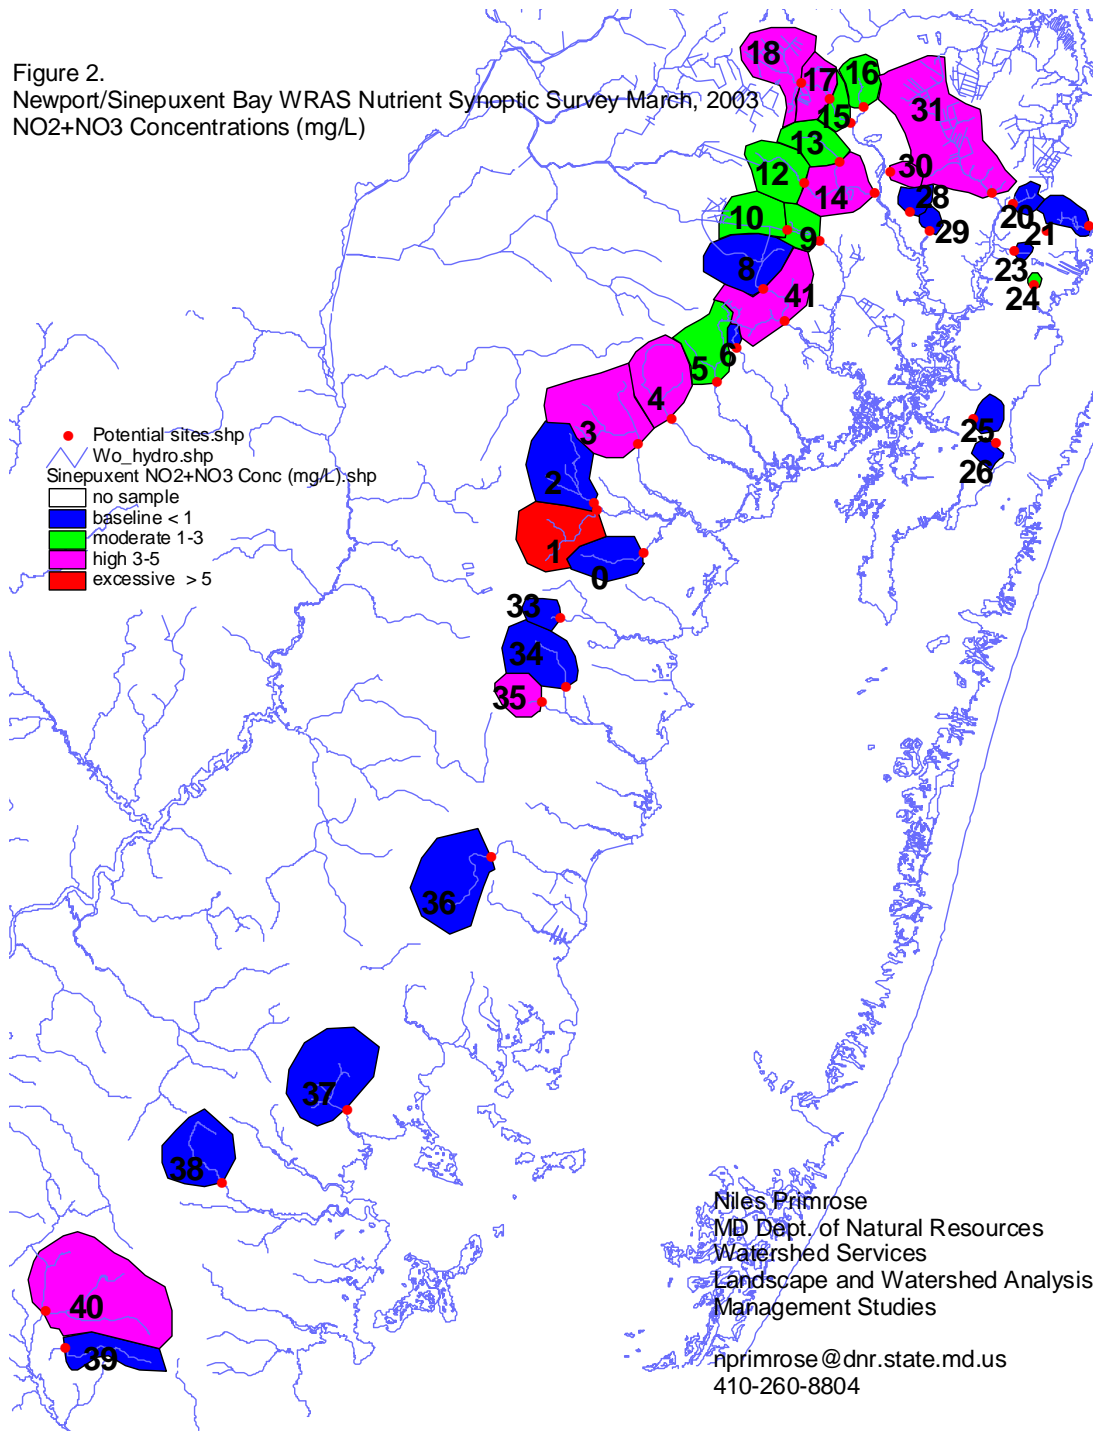 Figure 2.
Newport/Sinepuxent Bay WRAS Nutrient Synoptic Survey March, 2003
NO2+NO3 Concentrations (mg/L)
18
17
16
15
31
13
30
12
14
28
10
20
9
29
21
8
23
41
24
6
5
4
3
25
26
Potential sites.shp
Wo_hydro.shp
Sinepuxent NO2+NO3 Conc (mg/L).shp
no sample
baseline < 1
moderate 1-3
high 3-5
excessive > 5
2
1
0
33
34
35
36
37
38
40
39
Niles Primrose
MD Dept. of Natural Resources
Watershed Services
Landscape and Watershed Analysis
Management Studies
nprimrose@dnr.state.md.us
410-260-8804